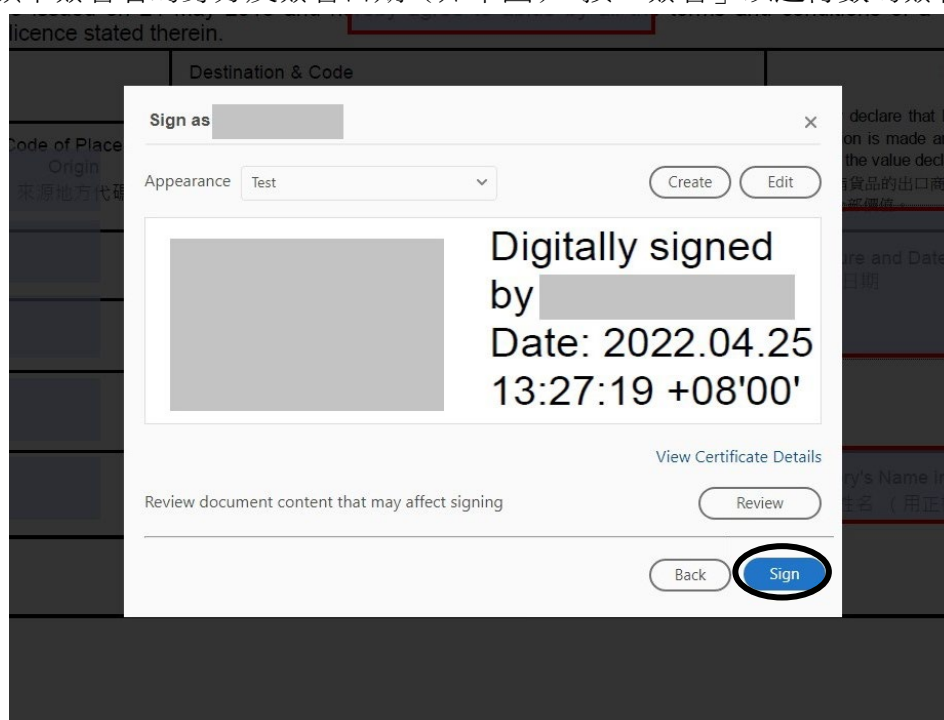 licence stated therein.
Destination & Code
Code of Place
Origin
來源地方代碼
declare that
on is made
the value decl
貨品的出口商
Sign as
Appearance Test
Create
Edit
Digitally signed
by
Date: 2022.04.25
13:27:19 +08'00'
View Certificate Details
Review document content that may affect signing
Review
Back
Sign
and Date
日期
Name
姓名 （用正